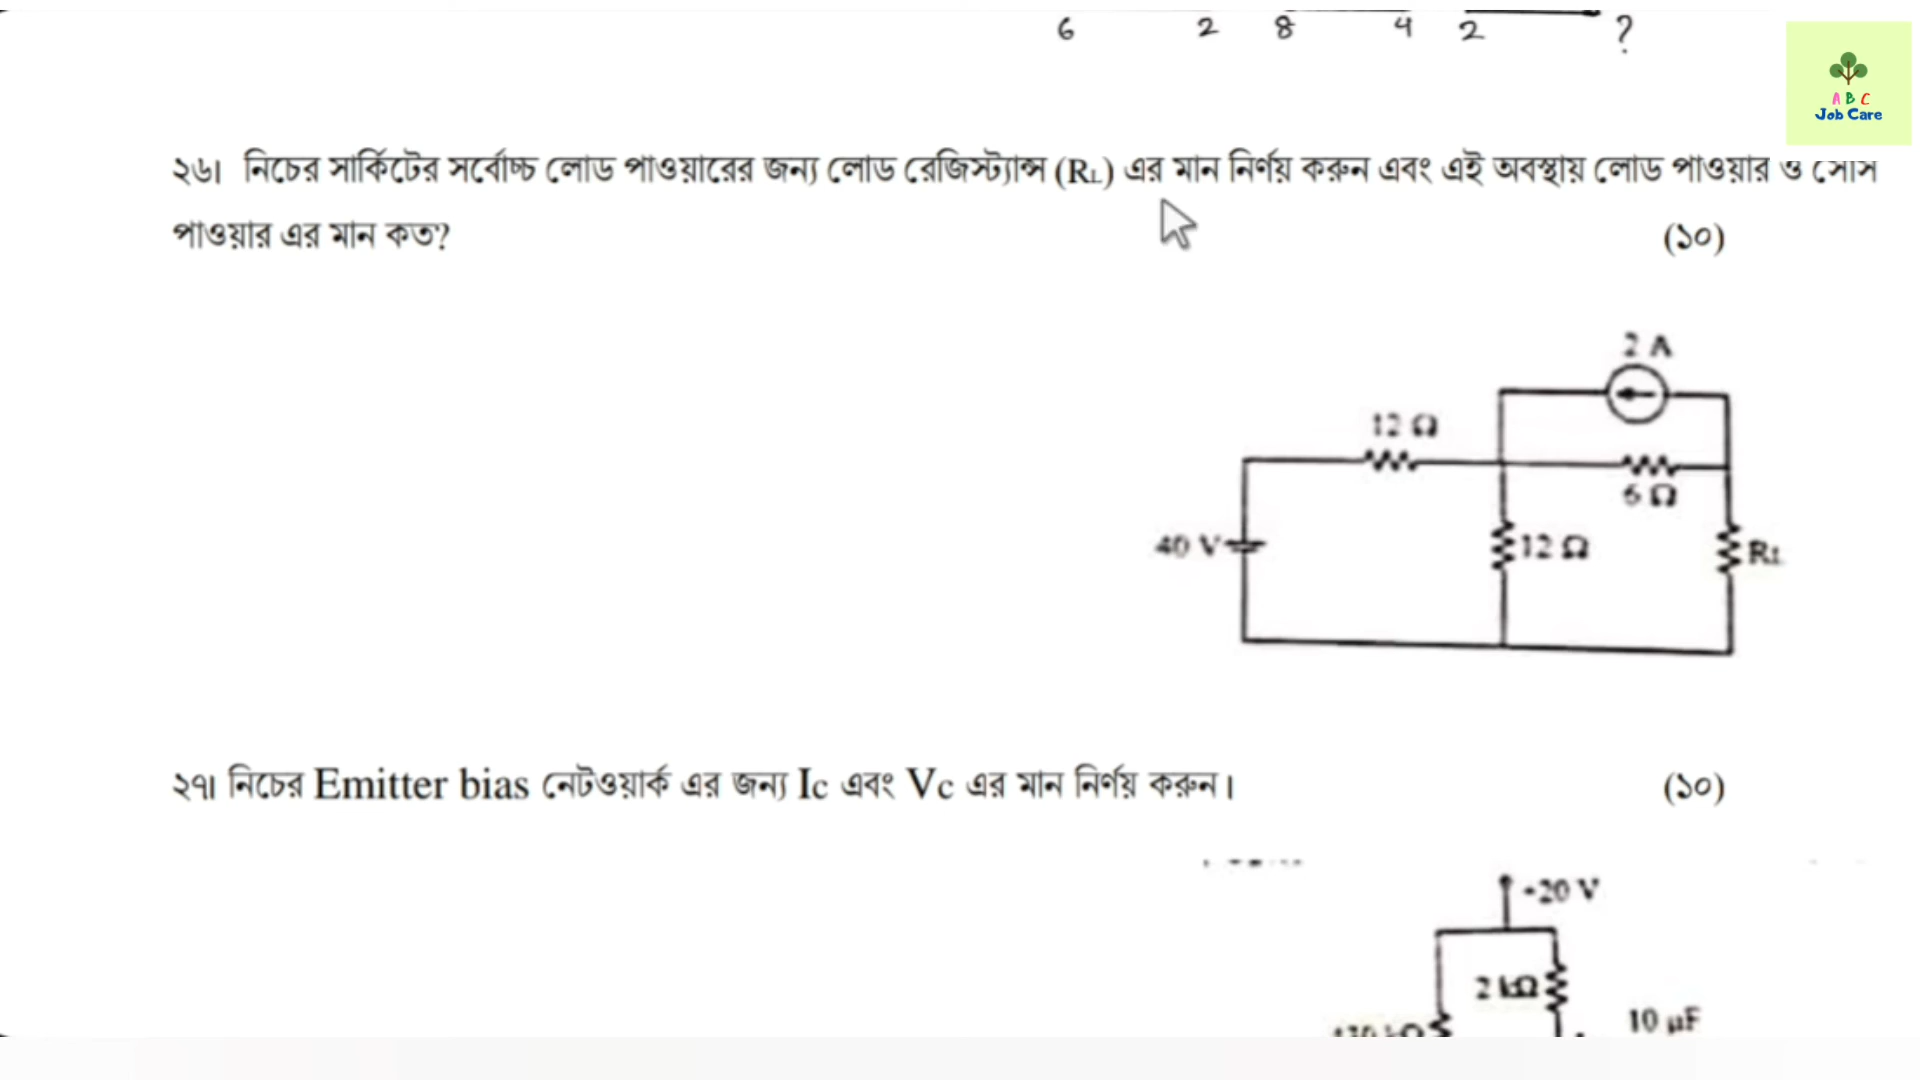 6 2 8 4 2 ?
A B C
Job Care
২৬। নিচের সার্কিটের সর্বোচ্চ লোড পাওয়ারের জন্য লোড রেজিস্ট্যান্স (RL) এর মান নির্ণয় করুন এবং এই অবস্থায় লোড পাওয়ার ও সোর্স
পাওয়ার এর মান কত? (১০)
2 A
12 Ω
6 Ω
40 V
12 Ω
RL
২৭। নিচের Emitter bias নেটওয়ার্ক এর জন্য Ic এবং Vc এর মান নির্ণয় করুন। (১০)
20 V
2 kΩ
10 µF